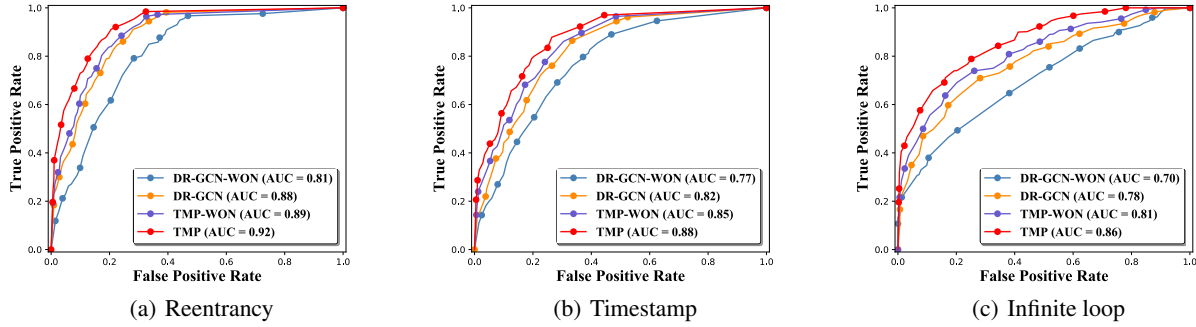 True Positive Rate
1.0
0.8
0.6
0.4
0.2
0.0
DR-GCN-WON (AUC = 0.81)
DR-GCN (AUC = 0.88)
TMP-WON (AUC = 0.89)
TMP (AUC = 0.92)
0.0 0.2 0.4 0.6 0.8 1.0
False Positive Rate
(a) Reentrancy
True Positive Rate
1.0
0.8
0.6
0.4
0.2
0.0
DR-GCN-WON (AUC = 0.77)
DR-GCN (AUC = 0.82)
TMP-WON (AUC = 0.85)
TMP (AUC = 0.88)
0.0 0.2 0.4 0.6 0.8 1.0
False Positive Rate
(b) Timestamp
True Positive Rate
1.0
0.8
0.6
0.4
0.2
0.0
DR-GCN-WON (AUC = 0.70)
DR-GCN (AUC = 0.78)
TMP-WON (AUC = 0.81)
TMP (AUC = 0.86)
0.0 0.2 0.4 0.6 0.8 1.0
False Positive Rate
(c) Infinite loop